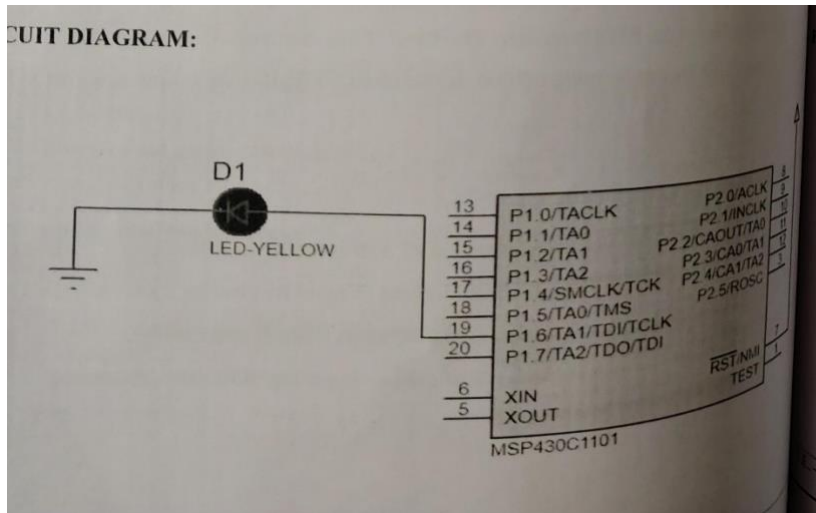 CUIT DIAGRAM:
D1
LED-YELLOW
13
P1.0/TACLK
14
P1.1/TA0
15
P1.2/TA1
16
P1.3/TA2
17
P1.4/SMCLK/TCK
18
P1.5/TA0/TMS
19
P1.6/TA1/TDI/TCLK
20
P1.7/TA2/TDO/TDI
6
XIN
5
XOUT
P2.0/ACLK
P2.1/INCLK
P2.2/CAOUT/TA0
P2.3/CA0/TA1
P2.4/CA1/TA2
P2.5/ROSC
RST/NMI
7
TEST
1
MSP430C1101